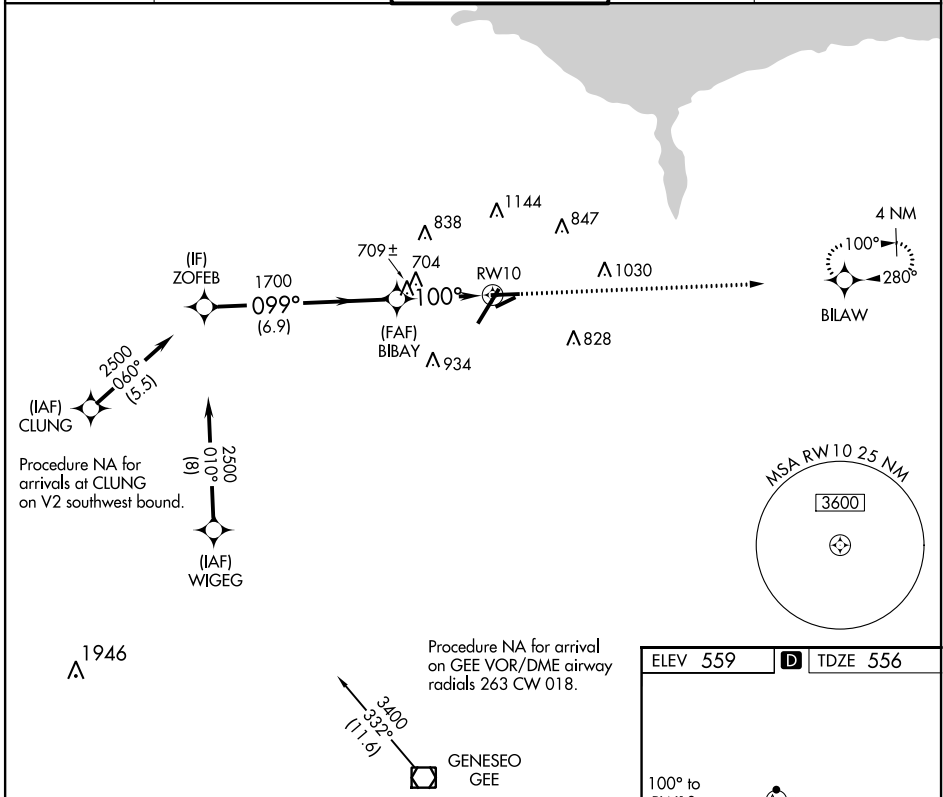 1144
838
847
4 NM
709±
704
100°
1030
280°
BILAW
(IF)
ZOFEB
1700
099°
(6.9)
RW10
100°
(FAF)
BIBAY
828
934
2500
060°
(5.5)
(IAF)
CLUNG
2500
010°
(8)
Procedure NA for
arrivals at CLUNG
on V2 southwest bound.
(IAF)
WIGEG
MSA RW10 25 NM
3600
1946
Procedure NA for arrival
on GEE VOR/DME airway
radials 263 CW 018.
3400
332°
(11.6)
GENESEO
GEE
ELEV 559 D TDZE 556
100° to